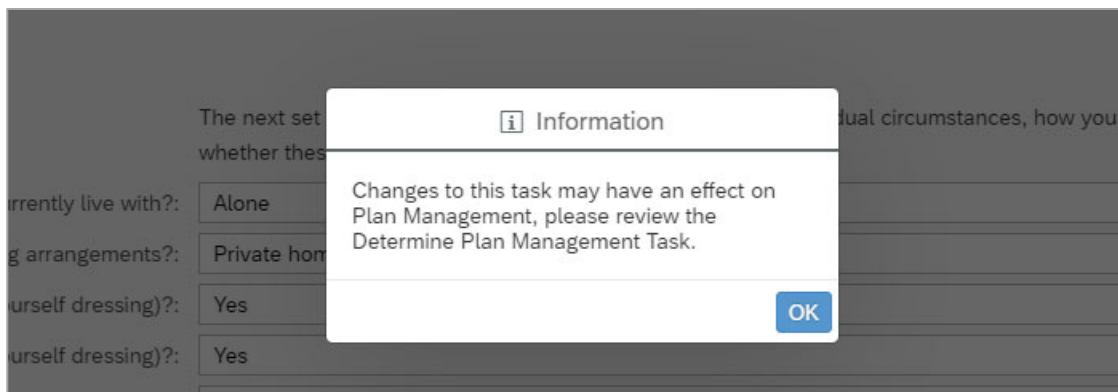 The next set
dual circumstances, how you
whether thes
Information
Changes to this task may have an effect on
Plan Management, please review the
Determine Plan Management Task.
OK
rrently live with?: Alone
g arrangements?: Private hom
ourself dressing)?: Yes
ourself dressing)?: Yes